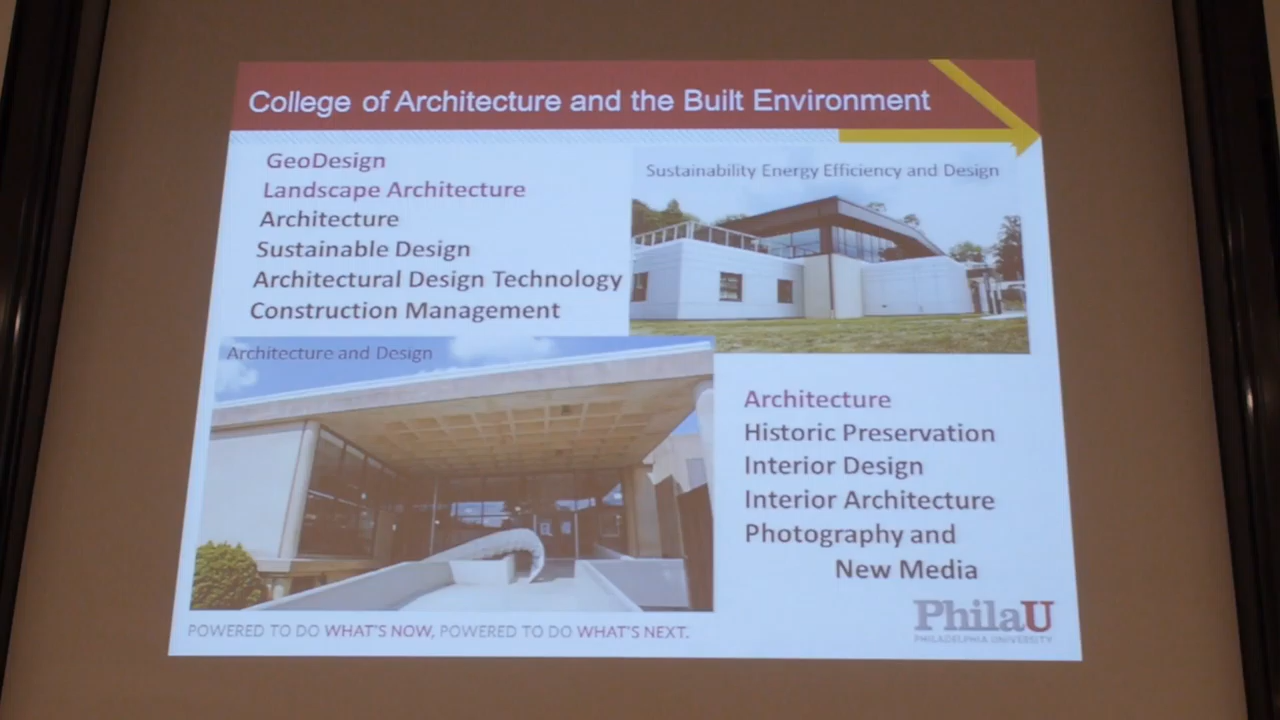 College of Architecture and the Built Environment
GeoDesign
Landscape Architecture
Architecture
Sustainable Design
Architectural Design Technology
Construction Management
Sustainability Energy Efficiency and Design
Architecture and Design
Architecture
Historic Preservation
Interior Design
Interior Architecture
Photography and
New Media
POWERED TO DO WHAT'S NOW, POWERED TO DO WHAT'S NEXT.
PhilaU
PHILADELPHIA UNIVERSITY